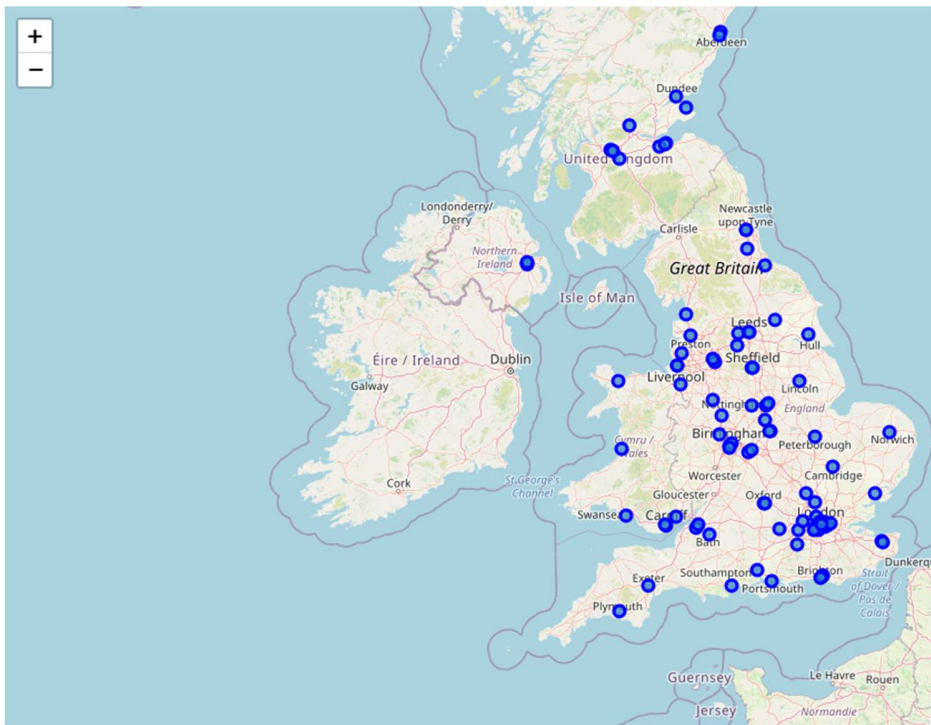 +
−
Aberdeen
Dundee
United Kingdom
Londonderry/
Derry
Newcastle
upon Tyne
Carlisle
Northern
Ireland
Great Britain
Isle of Man
Leeds
Preston
Hull
Sheffield
Éire / Ireland
Dublin
Liverpool
Galway
Lincoln
Nottingham
England
Birmingham
Norwich
Peterborough
Cymru /
Wales
Worcester
Cambridge
Cork
St George's
Channel
Gloucester
Oxford
Swansea
Cardiff
London
Bath
Dunkerqu
Southampton
Brighton
Strait
of Dover /
Pas de
Calais
Exeter
Portsmouth
Plymouth
Guernsey
Le Havre
Rouen
Jersey
Normandie